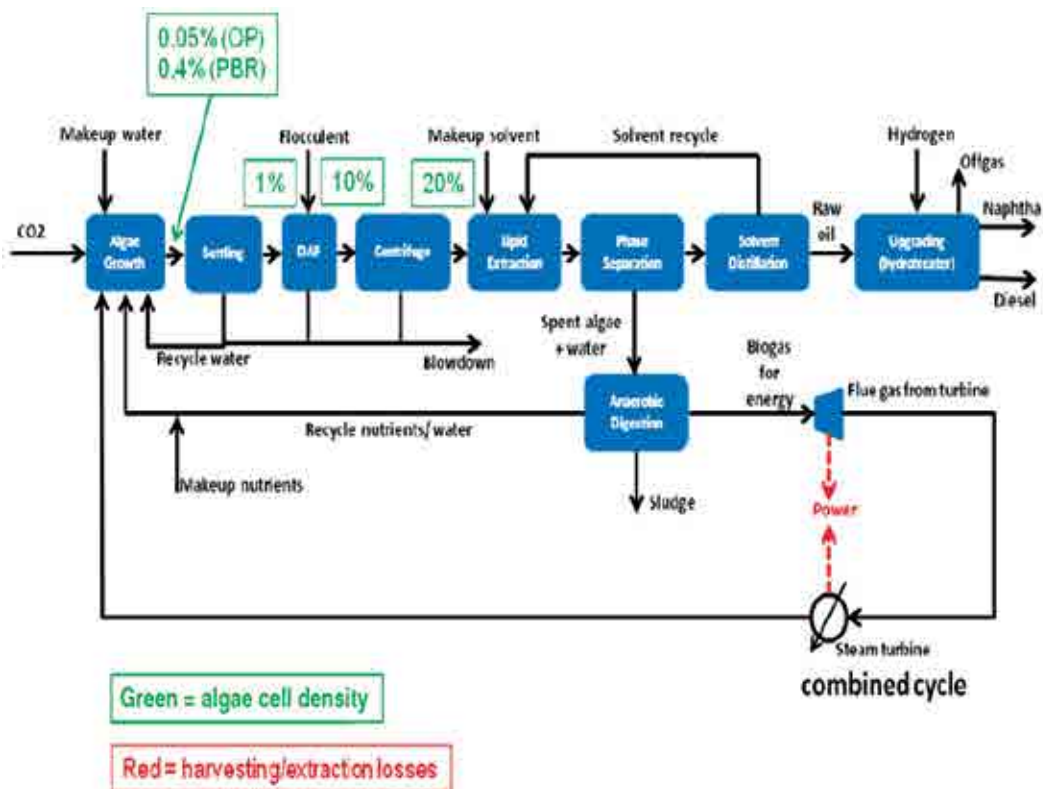 0.05% (OP)
0.4% (PBR)
Makeup water
Flocculent
Makeup solvent
Solvent recycle
Hydrogen
Offgas
1%
10%
20%
CO2
Algae
Growth
Settling
DAF
Centrifuge
Lipid
Extraction
Phase
Separation
Solvent
Distillation
Raw
oil
Upgrading
(hydrotreater)
Naphtha
Diesel
Recycle water
Blowdown
Spent algae
+ water
Biogas
for
energy
Flue gas from turbine
Anaerobic
Digestion
Recycle nutrients/ water
Makeup nutrients
Sludge
Power
Steam turbine
combined cycle
Green = algae cell density
Red = harvesting/extraction losses